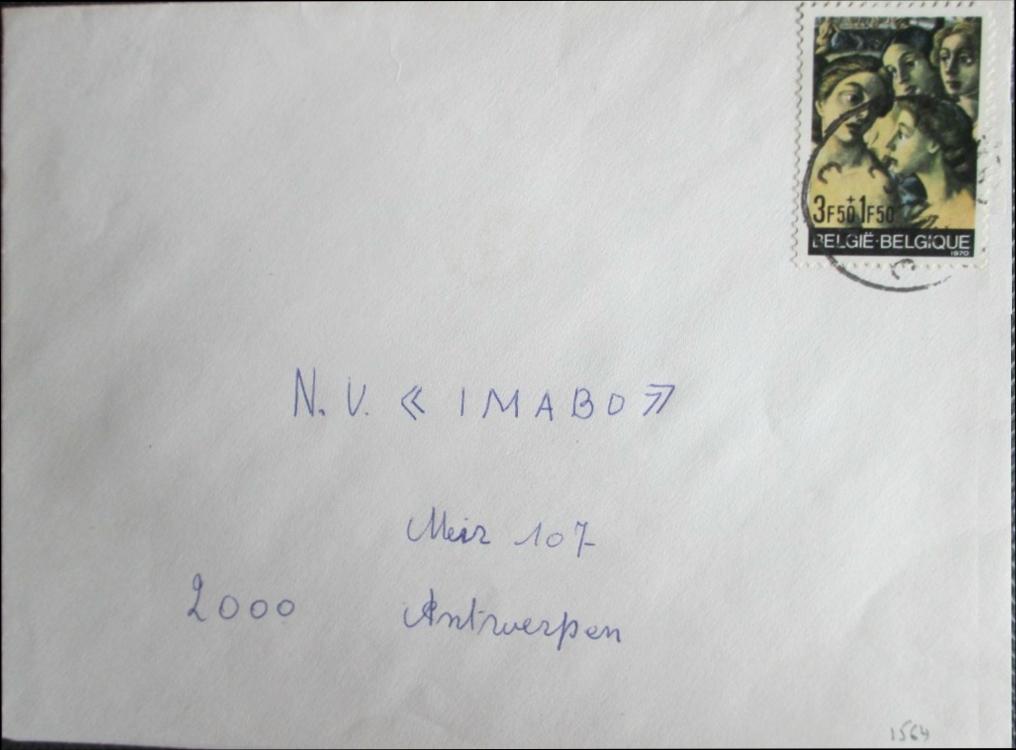 3F50+1F50
BELGIË·BELGIQUE
1970
N.V. « IMABO »
Meir 107
2000 Antwerpen
1564